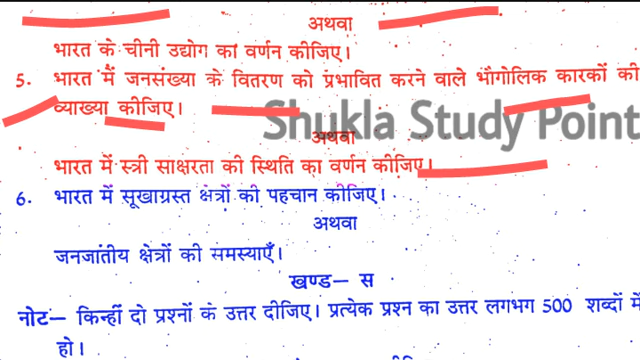 अथवा
भारत के चीनी उद्योग का वर्णन कीजिए।
5. भारत में जनसंख्या के वितरण को प्रभावित करने वाले भौगोलिक कारकों की
व्याख्या कीजिए।
Shukla Study Point
अथवा
भारत में स्त्री साक्षरता की स्थिति का वर्णन कीजिए।
6. भारत में सूखाग्रस्त क्षेत्रों की पहचान कीजिए।
अथवा
जनजातीय क्षेत्रों की समस्याएँ।
खण्ड– स
नोट– किन्हीं दो प्रश्नों के उत्तर दीजिए। प्रत्येक प्रश्न का उत्तर लगभग 500 शब्दों में
हो।